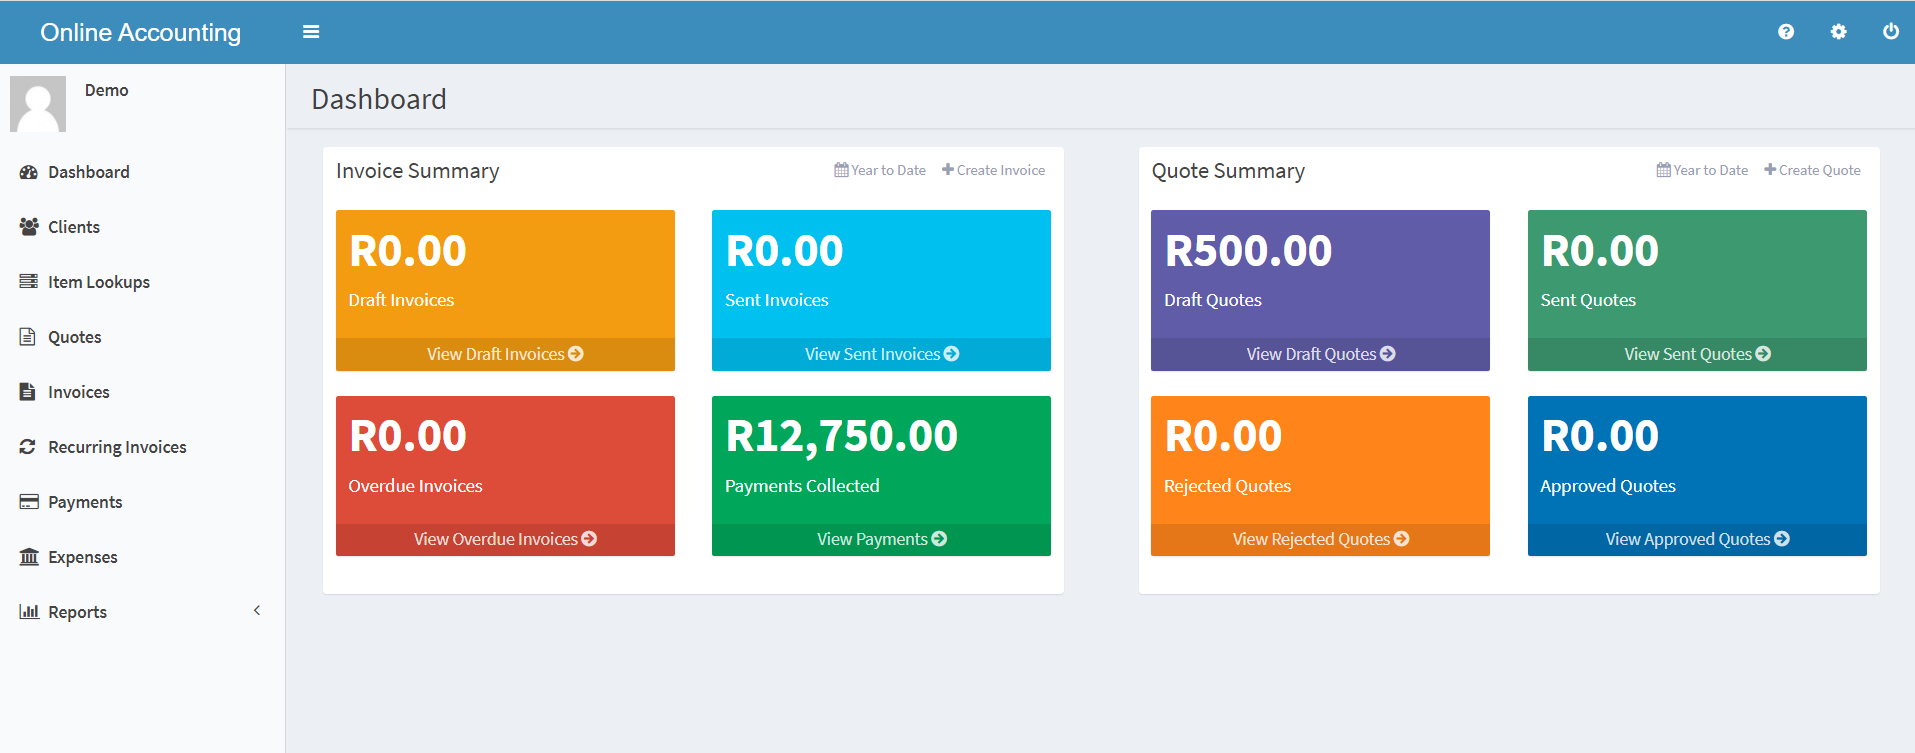 Online Accounting
Demo
Dashboard
Clients
Item Lookups
Quotes
Invoices
Recurring Invoices
Payments
Expenses
Reports
Dashboard
Invoice Summary
Year to Date
Create Invoice
R0.00
Draft Invoices
View Draft Invoices
R0.00
Sent Invoices
View Sent Invoices
R0.00
Overdue Invoices
View Overdue Invoices
R12,750.00
Payments Collected
View Payments
Quote Summary
Year to Date
Create Quote
R500.00
Draft Quotes
View Draft Quotes
R0.00
Sent Quotes
View Sent Quotes
R0.00
Rejected Quotes
View Rejected Quotes
R0.00
Approved Quotes
View Approved Quotes